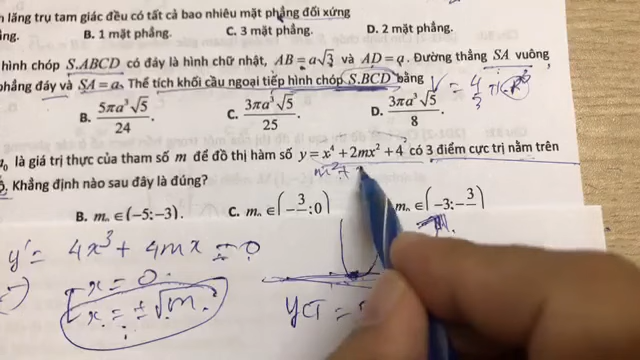 lăng trụ tam giác đều có tất cả bao nhiêu mặt phẳng đối xứng
B. 1 mặt phẳng. C. 3 mặt phẳng. D. 2 mặt phẳng.
hình chóp S.ABCD có đáy là hình chữ nhật, AB = a√3 và AD = a. Đường thẳng SA vuông
đáy và SA = a. Thể tích khối cầu ngoại tiếp hình chóp S.BCD bằng
V = 4/3 π
B. 5πa³√5/24. C. 3πa³√5/25. D. 3πa³√5/8.
là giá trị thực của tham số m để đồ thị hàm số y = x⁴ + 2mx² + 4 có 3 điểm cực trị nằm trên
Khẳng định nào sau đây là đúng?
B. m₀ ∈ (-5;-3). C. m₀ ∈ (-3/ ;0) m₀ ∈ (-3;-3/ )
y' = 4x³ + 4mx = 0
x = 0.
x = ±√m.
yCT =